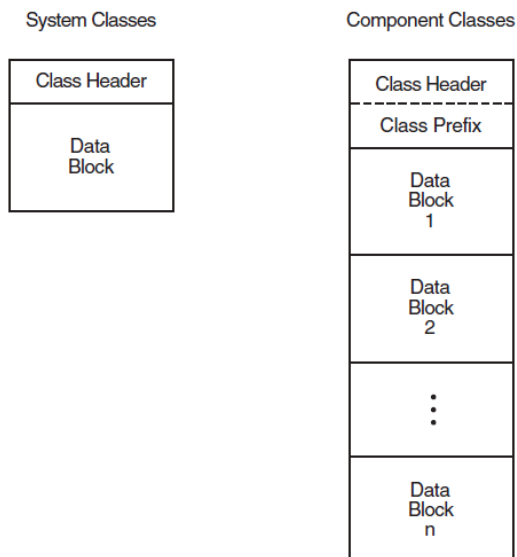 System Classes
Class Header
Data
Block
Component Classes
Class Header
Class Prefix
Data
Block
1
Data
Block
2
Data
Block
n